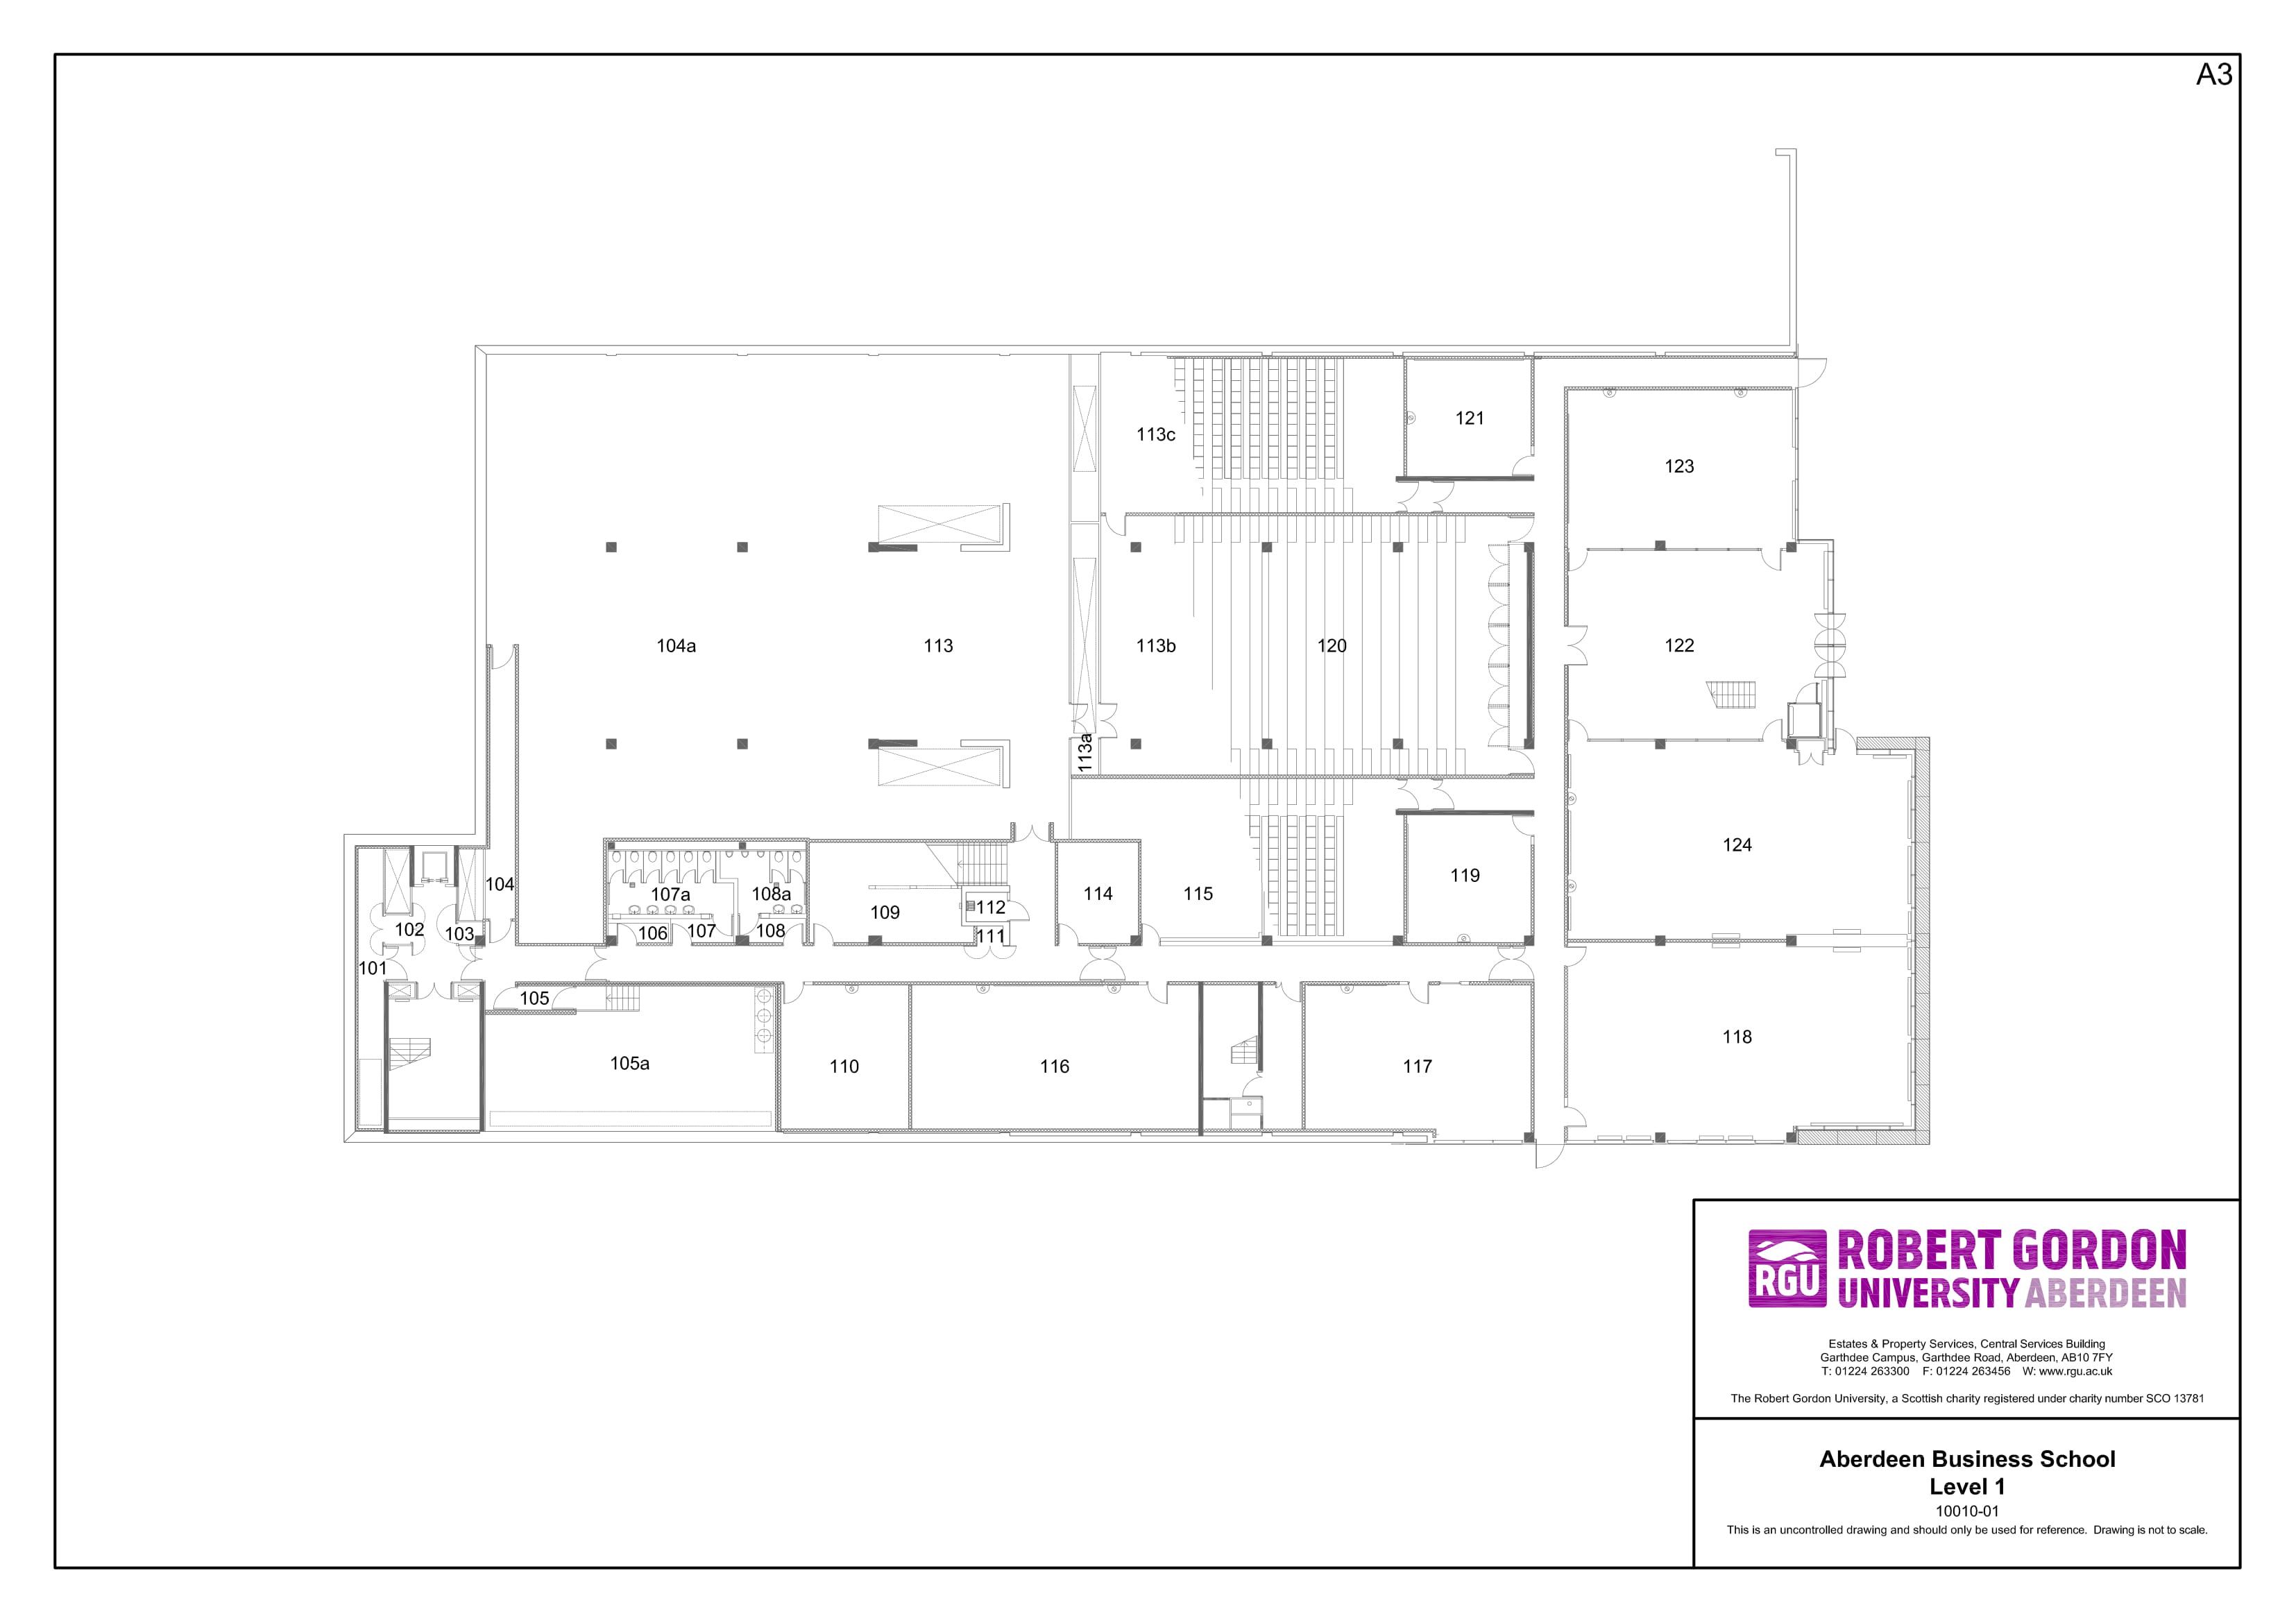 A3
121
113c
123
104a
113
113b
120
122
113a
124
119
104
107a
108a
114
115
112
109
102
103
106
107
108
111
101
105
118
105a
110
116
117
RGU
ROBERT GORDON
UNIVERSITY ABERDEEN
Estates & Property Services, Central Services Building
Garthdee Campus, Garthdee Road, Aberdeen, AB10 7FY
T: 01224 263300 F: 01224 263456 W: www.rgu.ac.uk
The Robert Gordon University, a Scottish charity registered under charity number SCO 13781
Aberdeen Business School
Level 1
10010-01
This is an uncontrolled drawing and should only be used for reference. Drawing is not to scale.